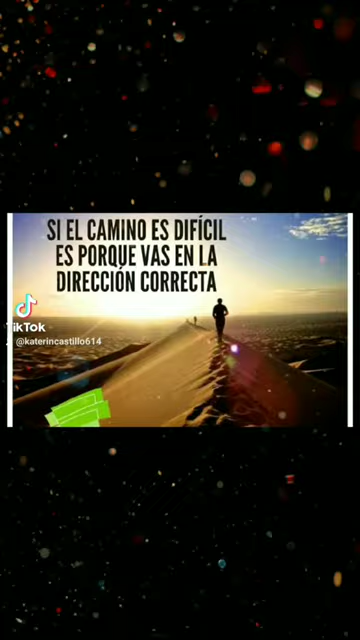 SI EL CAMINO ES DIFÍCIL
ES PORQUE VAS EN LA
DIRECCIÓN CORRECTA
TikTok
@katerincastillo614